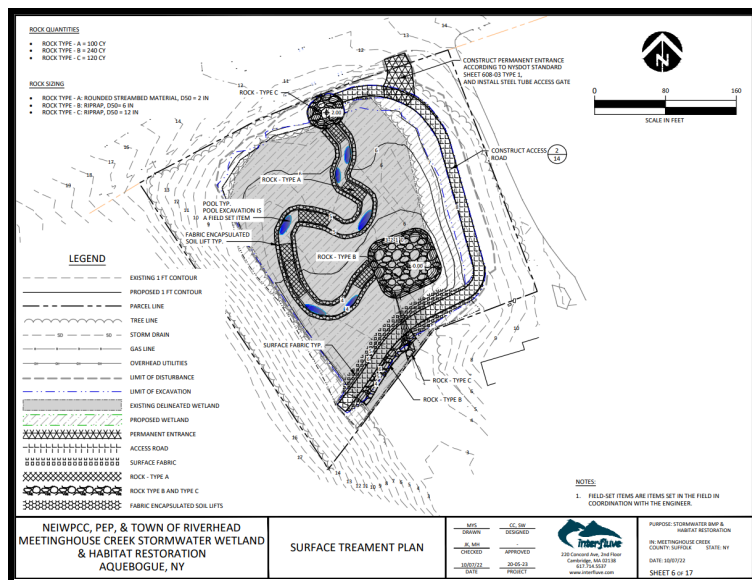 ROCK QUANTITIES
• ROCK TYPE - A = 100 CY
• ROCK TYPE - B = 240 CY
• ROCK TYPE - C = 120 CY
ROCK SIZING
• ROCK TYPE - A: ROUNDED STREAMBED MATERIAL, D50 = 2 IN
• ROCK TYPE - B: RIPRAP, D50= 6 IN
• ROCK TYPE - C: RIPRAP, D50 = 12 IN
ROCK - TYPE C
CONSTRUCT PERMANENT ENTRANCE
ACCORDING TO NYSDOT STANDARD
SHEET 608-03 TYPE 1,
AND INSTALL STEEL TUBE ACCESS GATE
N
0 80 160
SCALE IN FEET
CONSTRUCT ACCESS
ROAD
2
14
ROCK - TYPE A
POOL TYP.
POOL EXCAVATION IS
A FIELD SET ITEM
FABRIC ENCAPSULATED
SOIL LIFT TYP.
ROCK - TYPE B
SURFACE FABRIC TYP.
ROCK - TYPE C
ROCK - TYPE B
LEGEND
EXISTING 1 FT CONTOUR
PROPOSED 1 FT CONTOUR
PARCEL LINE
TREE LINE
SD SD STORM DRAIN
GAS LINE
OVERHEAD UTILITIES
LIMIT OF DISTURBANCE
LIMIT OF EXCAVATION
EXISTING DELINEATED WETLAND
PROPOSED WETLAND
PERMANENT ENTRANCE
ACCESS ROAD
SURFACE FABRIC
ROCK - TYPE A
ROCK TYPE B AND TYPE C
FABRIC ENCAPSULATED SOIL LIFTS
NOTES:
1. FIELD-SET ITEMS ARE ITEMS SET IN THE FIELD IN
COORDINATION WITH THE ENGINEER.
NEIWPCC, PEP, & TOWN OF RIVERHEAD
MEETINGHOUSE CREEK STORMWATER WETLAND
& HABITAT RESTORATION
AQUEBOGUE, NY
SURFACE TREAMENT PLAN
MYS CC, SW
DRAWN DESIGNED
JK, MH -
CHECKED APPROVED
10/07/22 20-05-23
DATE PROJECT
interfluve
220 Concord Ave, 2nd Floor
Cambridge, MA 02138
617.714.5537
www.interfluve.com
PURPOSE: STORMWATER BMP &
HABITAT RESTORATION
IN: MEETINGHOUSE CREEK
COUNTY: SUFFOLK STATE: NY
DATE: 10/07/22
SHEET 6 or 17